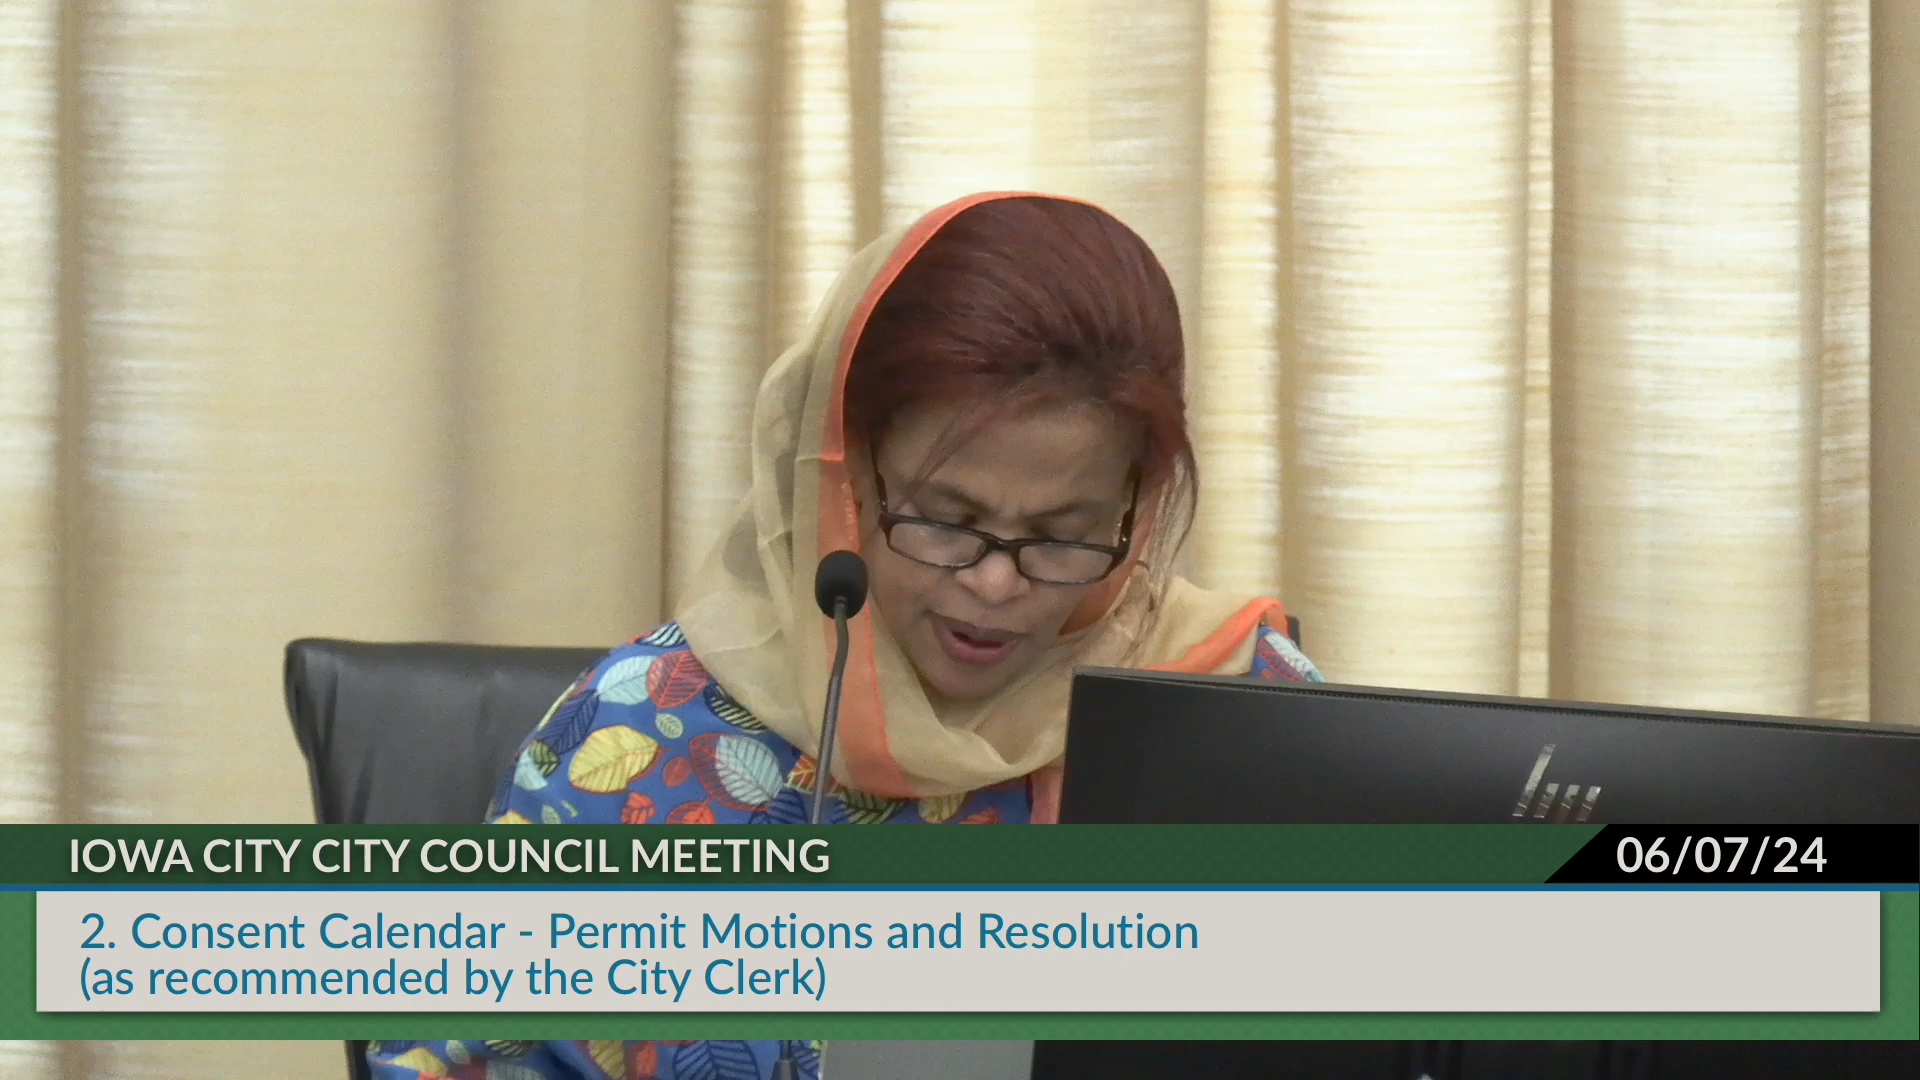 IOWA CITY CITY COUNCIL MEETING
06/07/24
2. Consent Calendar - Permit Motions and Resolution
(as recommended by the City Clerk)